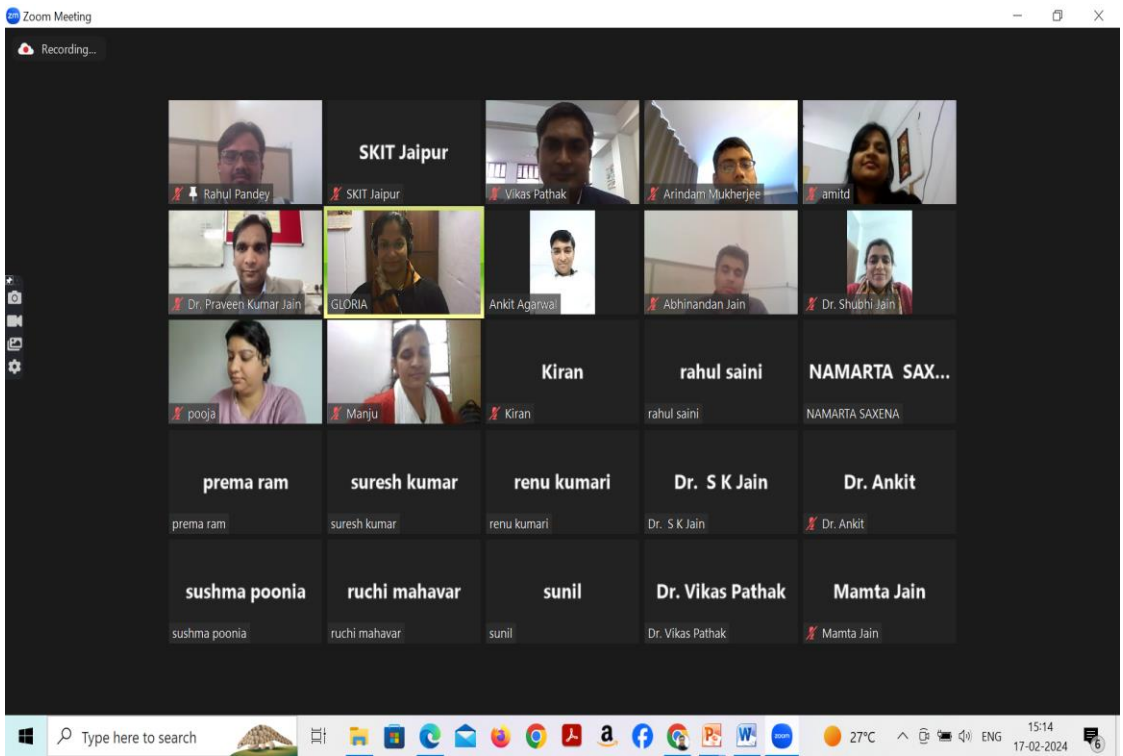 zm Zoom Meeting
Recording...
SKIT Jaipur
Rahul Pandey
SKIT Jaipur
Vikas Pathak
Arindam Mukherjee
amitd
Dr. Praveen Kumar Jain
GLORIA
Ankit Agarwal
Abhinandan Jain
Dr. Shubhi Jain
Kiran
rahul saini
NAMARTA SAX...
pooja
Manju
Kiran
rahul saini
NAMARTA SAXENA
prema ram
suresh kumar
renu kumari
Dr. S K Jain
Dr. Ankit
prema ram
suresh kumar
renu kumari
Dr. S K Jain
Dr. Ankit
sushma poonia
ruchi mahavar
sunil
Dr. Vikas Pathak
Mamta Jain
sushma poonia
ruchi mahavar
sunil
Dr. Vikas Pathak
Mamta Jain
Type here to search
a
P
W
zoom
27°C
ENG
15:14
17-02-2024
6